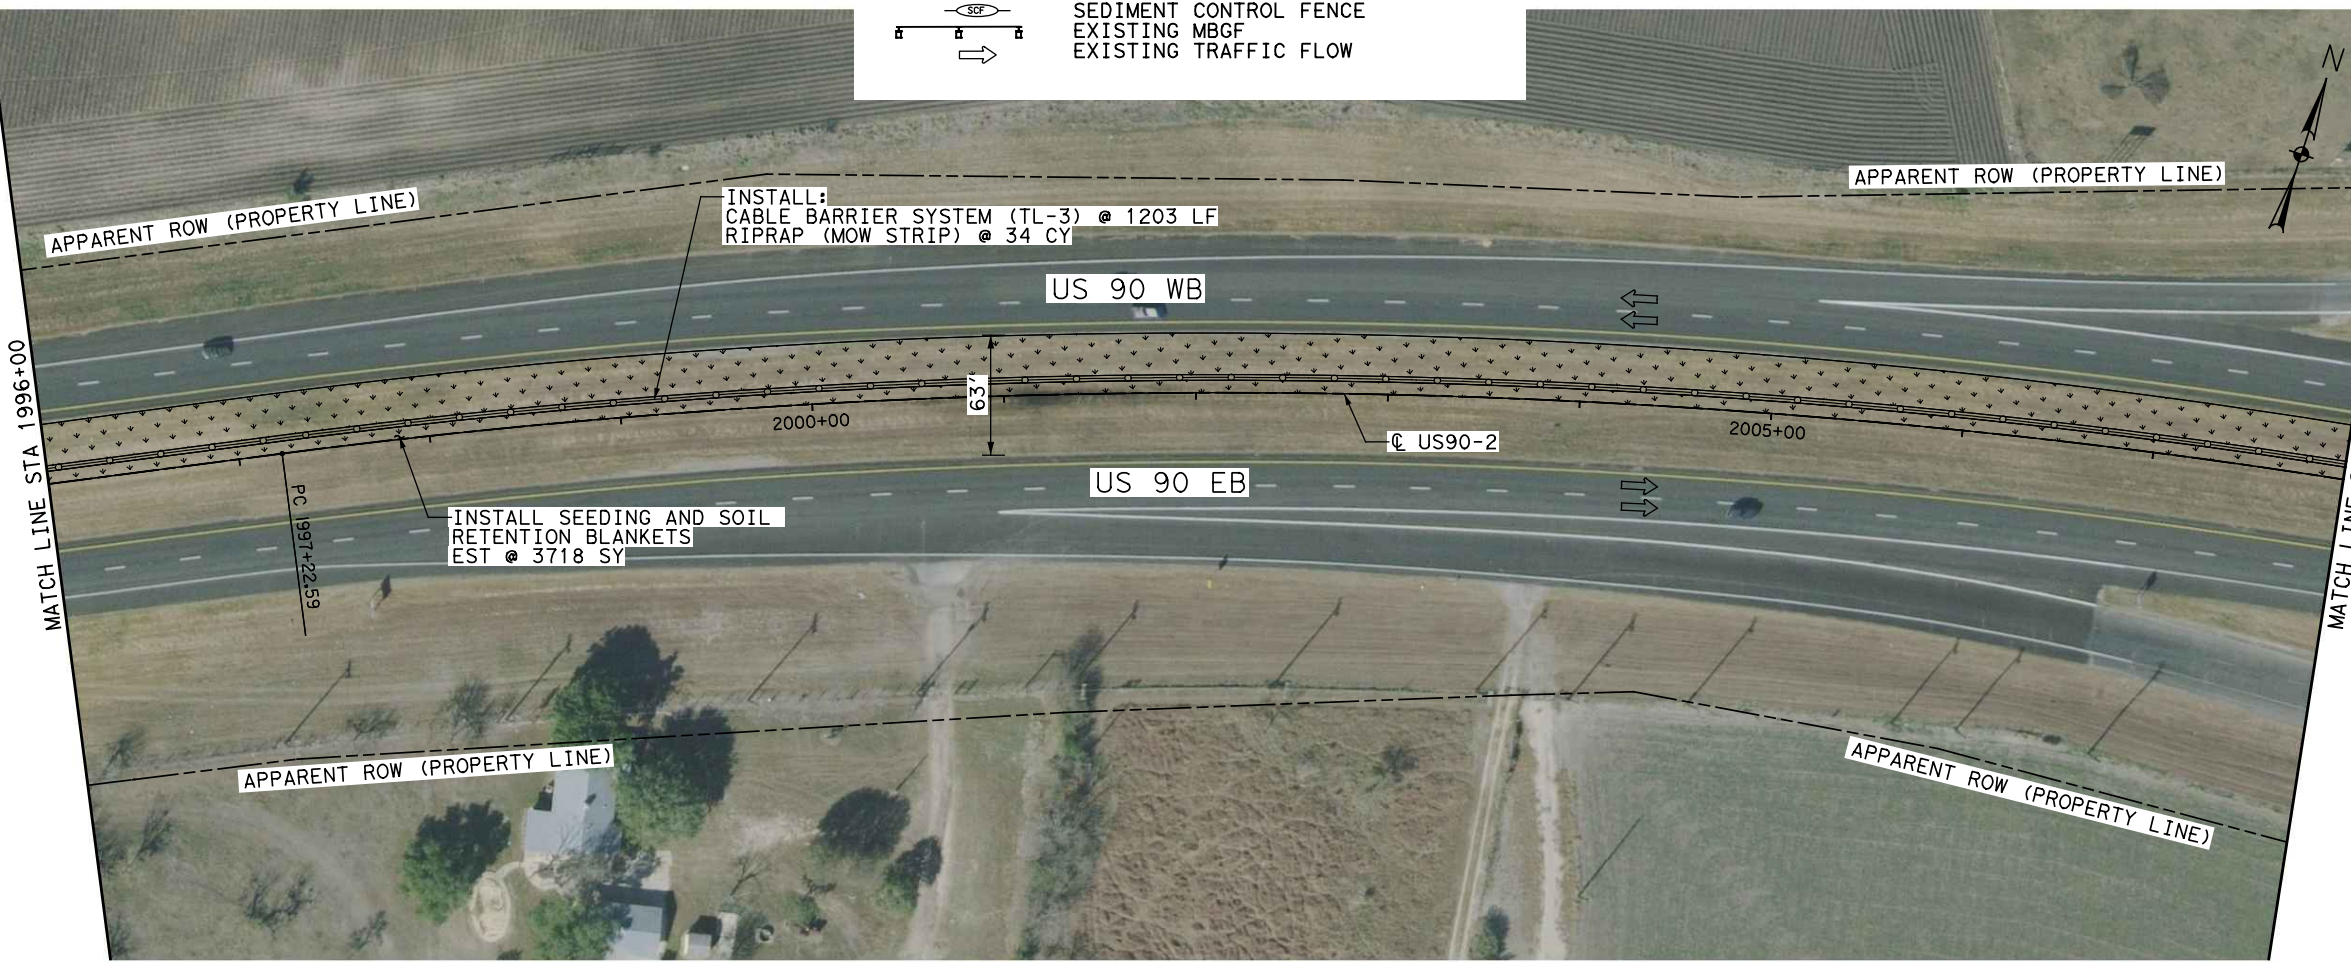 SCF
SEDIMENT CONTROL FENCE
EXISTING MBGF
EXISTING TRAFFIC FLOW
N
APPARENT ROW (PROPERTY LINE)
APPARENT ROW (PROPERTY LINE)
INSTALL:
CABLE BARRIER SYSTEM (TL-3) @ 1203 LF
RIPRAP (MOW STRIP) @ 34 CY
US 90 WB
MATCH LINE STA 1996+00
63'
2000+00
2005+00
℄ US90-2
US 90 EB
PC 1997+22.59
INSTALL SEEDING AND SOIL
RETENTION BLANKETS
EST @ 3718 SY
MATCH LINE
APPARENT ROW (PROPERTY LINE)
APPARENT ROW (PROPERTY LINE)